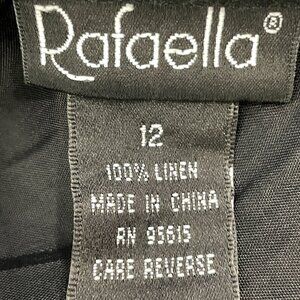 Rafaella®
12
100% LINEN
MADE IN CHINA
RN 95615
CARE REVERSE